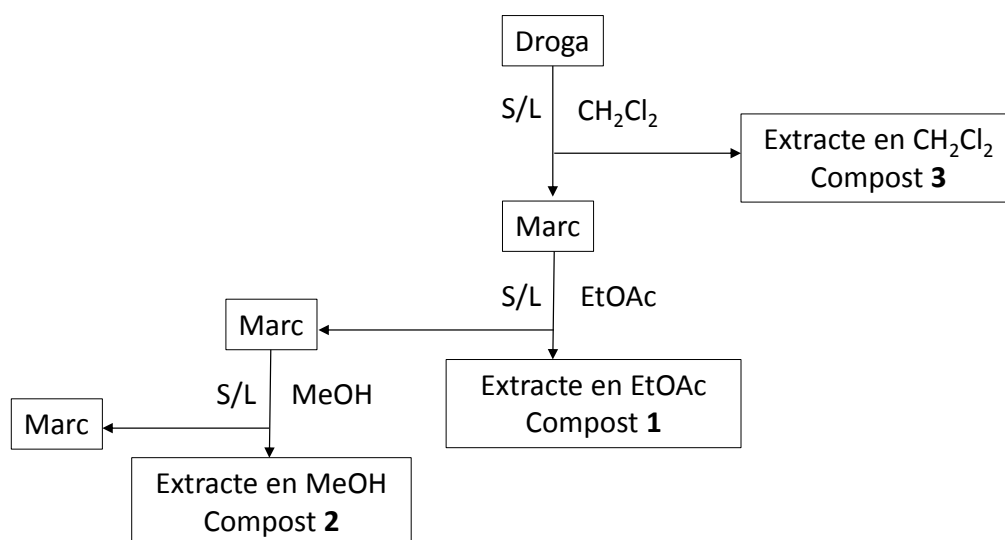 Droga
S/L CH₂Cl₂
Extracte en CH₂Cl₂
Compost 3
Marc
S/L EtOAc
Marc
Extracte en EtOAc
Compost 1
S/L MeOH
Marc
Extracte en MeOH
Compost 2